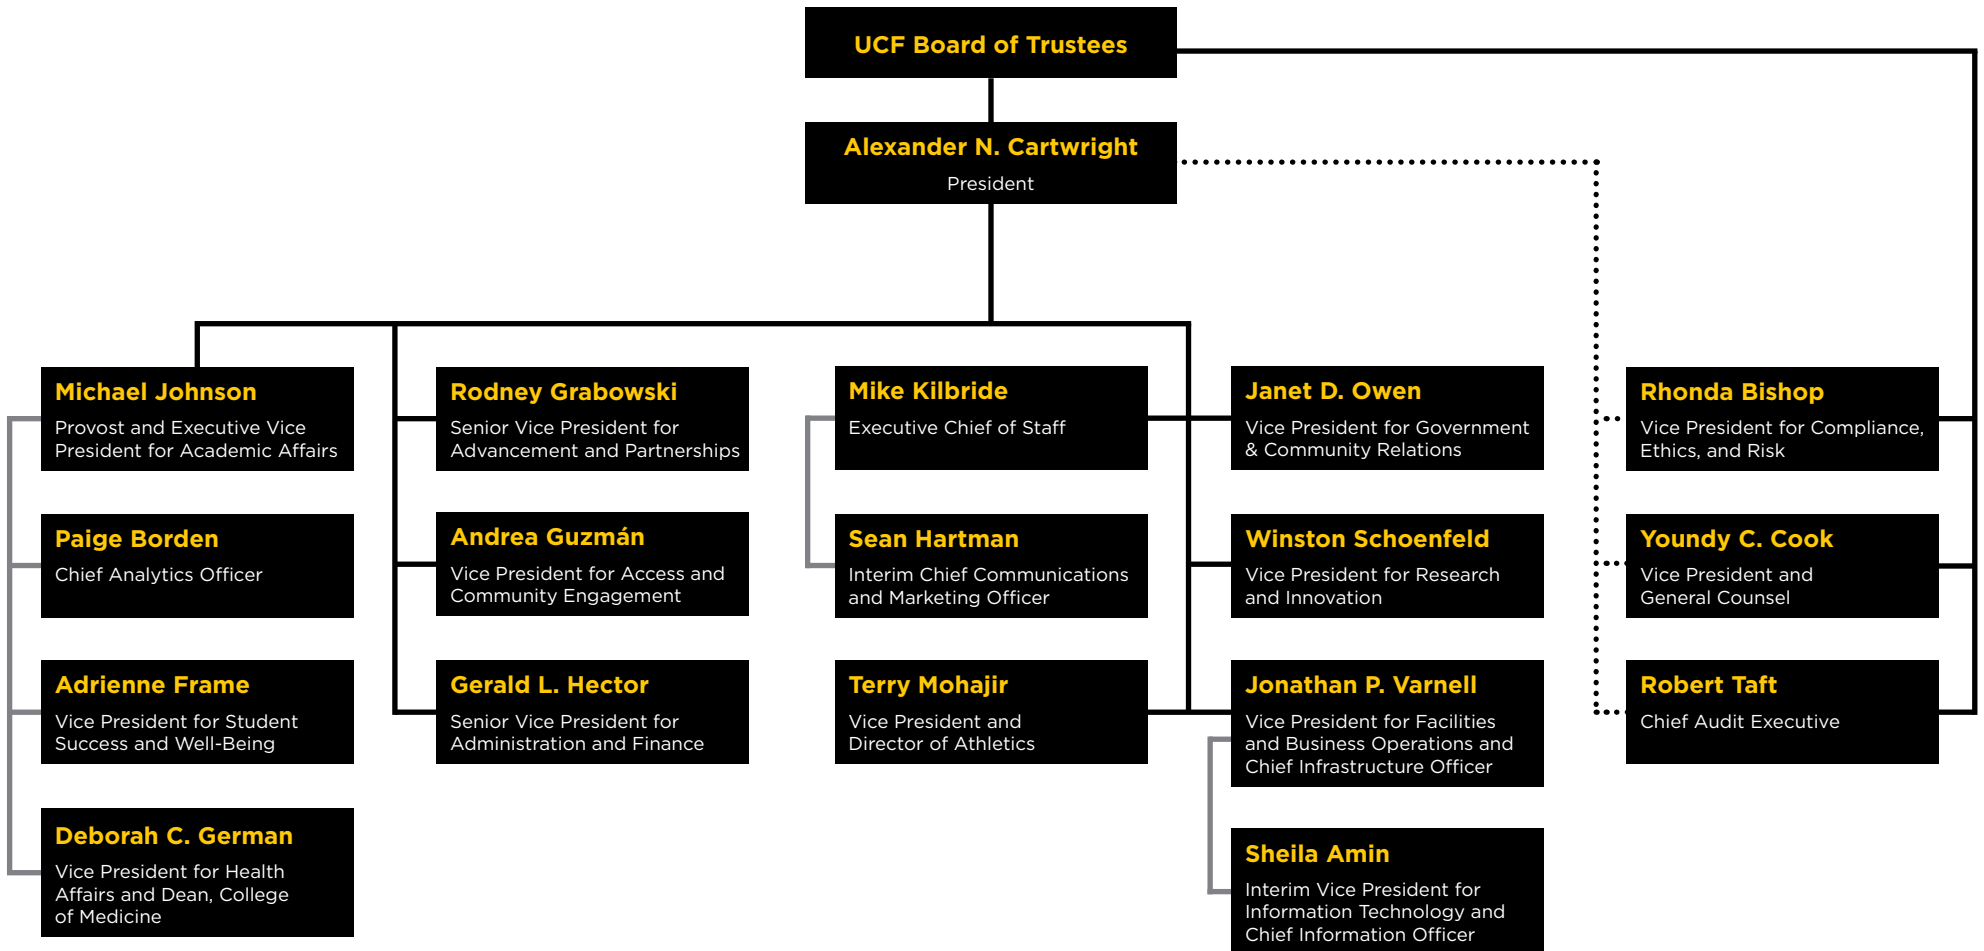 UCF Board of Trustees
Alexander N. Cartwright
President
Michael Johnson
Provost and Executive Vice
President for Academic Affairs
Paige Borden
Chief Analytics Officer
Adrienne Frame
Vice President for Student
Success and Well-Being
Deborah C. German
Vice President for Health
Affairs and Dean, College
of Medicine
Rodney Grabowski
Senior Vice President for
Advancement and Partnerships
Andrea Guzmán
Vice President for Access and
Community Engagement
Gerald L. Hector
Senior Vice President for
Administration and Finance
Mike Kilbride
Executive Chief of Staff
Sean Hartman
Interim Chief Communications
and Marketing Officer
Terry Mohajir
Vice President and
Director of Athletics
Janet D. Owen
Vice President for Government
& Community Relations
Winston Schoenfeld
Vice President for Research
and Innovation
Jonathan P. Varnell
Vice President for Facilities
and Business Operations and
Chief Infrastructure Officer
Sheila Amin
Interim Vice President for
Information Technology and
Chief Information Officer
Rhonda Bishop
Vice President for Compliance,
Ethics, and Risk
Youndy C. Cook
Vice President and
General Counsel
Robert Taft
Chief Audit Executive